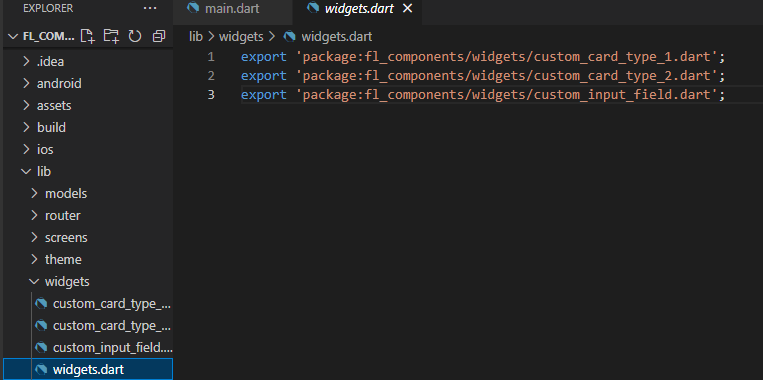 EXPLORER
main.dart
widgets.dart
FL_COM...
lib > widgets > widgets.dart
1 export 'package:fl_components/widgets/custom_card_type_1.dart';
2 export 'package:fl_components/widgets/custom_card_type_2.dart';
3 export 'package:fl_components/widgets/custom_input_field.dart';
.idea
android
assets
build
ios
lib
models
router
screens
theme
widgets
custom_card_type_...
custom_card_type_...
custom_input_field....
widgets.dart